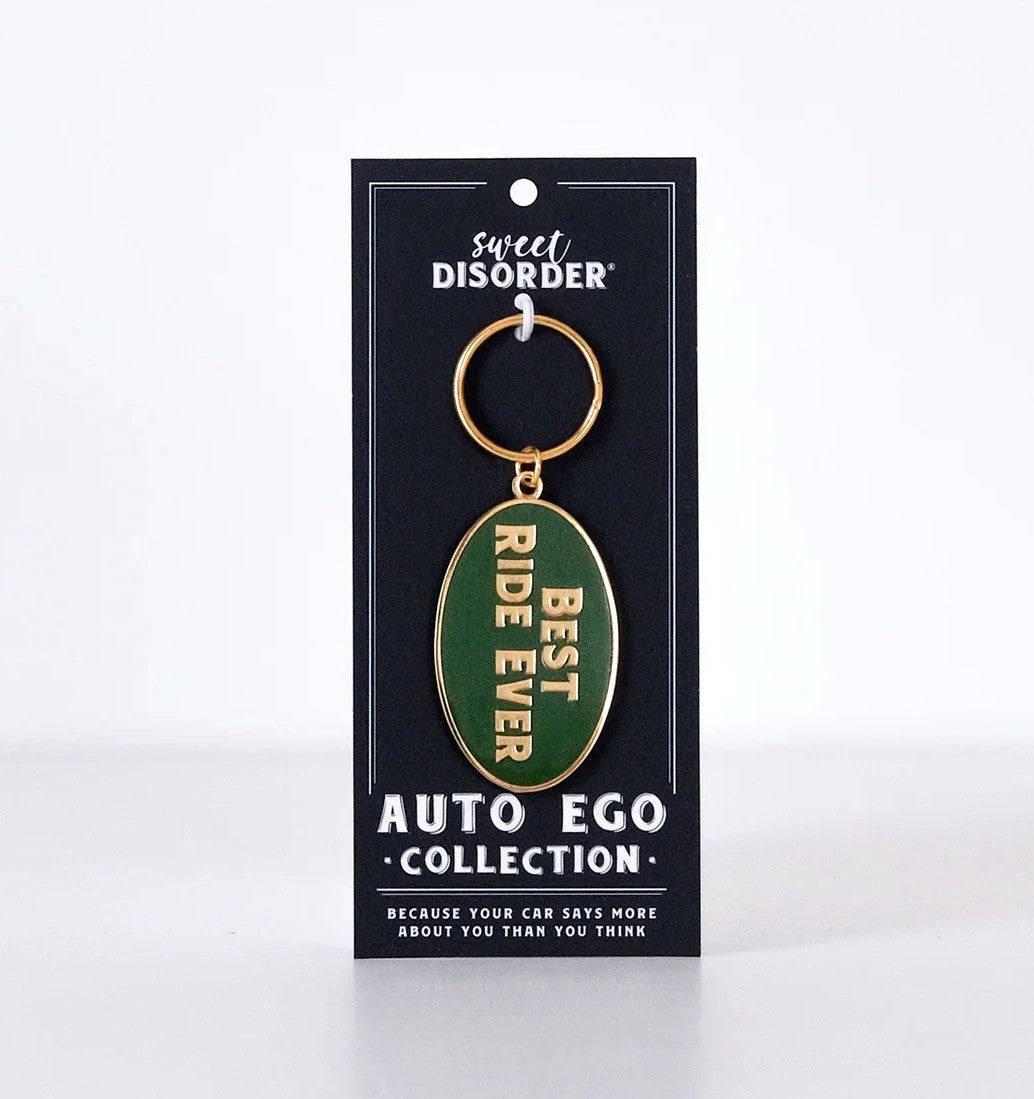 sweet
DISORDER®
BEST
RIDE EVER
AUTO EGO
· COLLECTION ·
BECAUSE YOUR CAR SAYS MORE
ABOUT YOU THAN YOU THINK